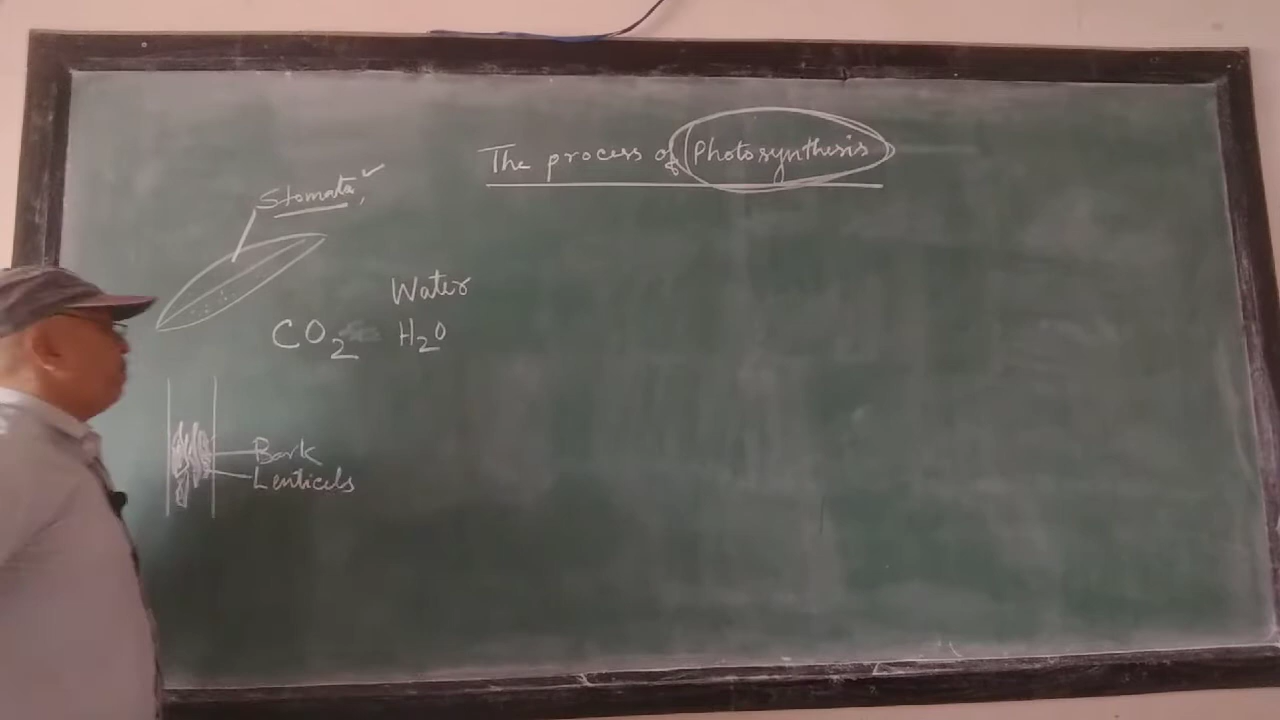 The process of Photosynthesis
Stomata
Water
CO2 H2O
Bark
Lenticels